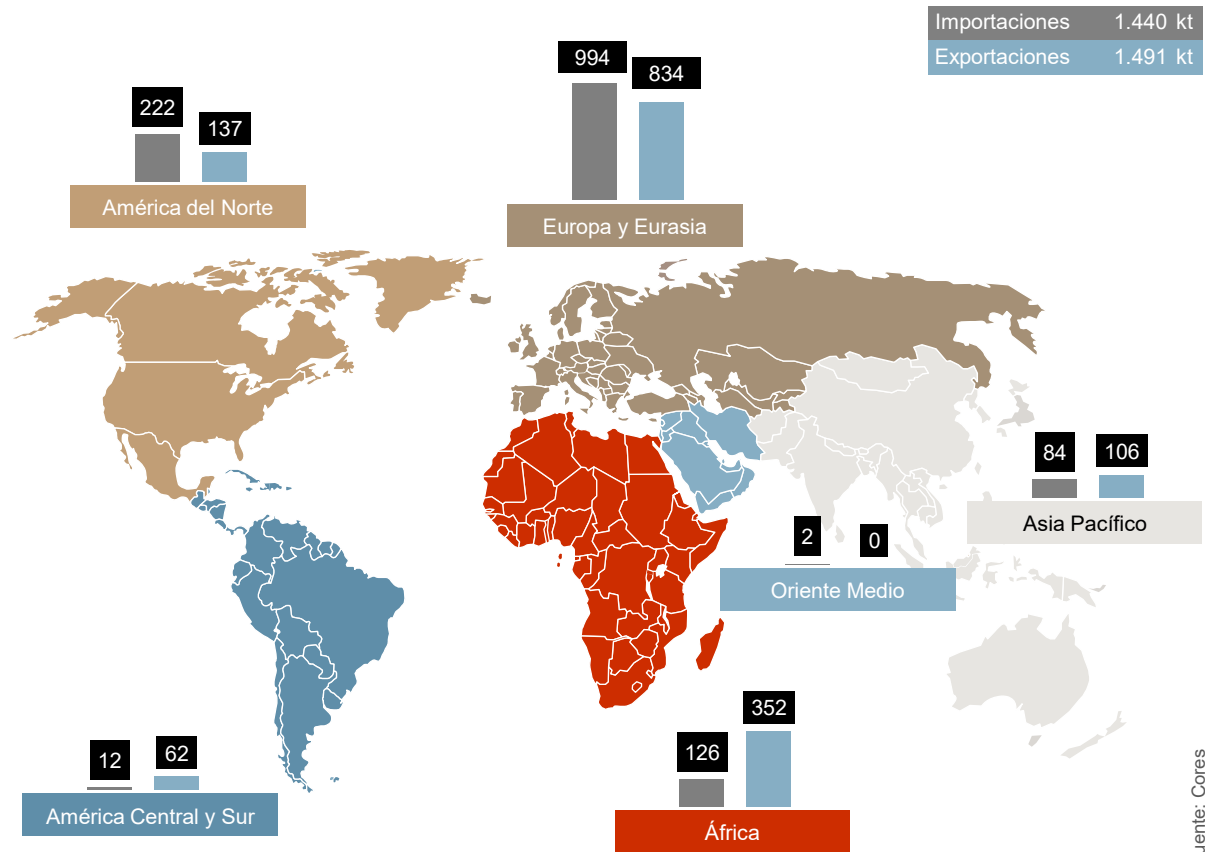 Importaciones 1.440 kt
Exportaciones 1.491 kt
994
834
222
137
América del Norte
Europa y Eurasia
84
106
Asia Pacífico
2
0
Oriente Medio
352
126
12
62
América Central y Sur
África
uente: Cores